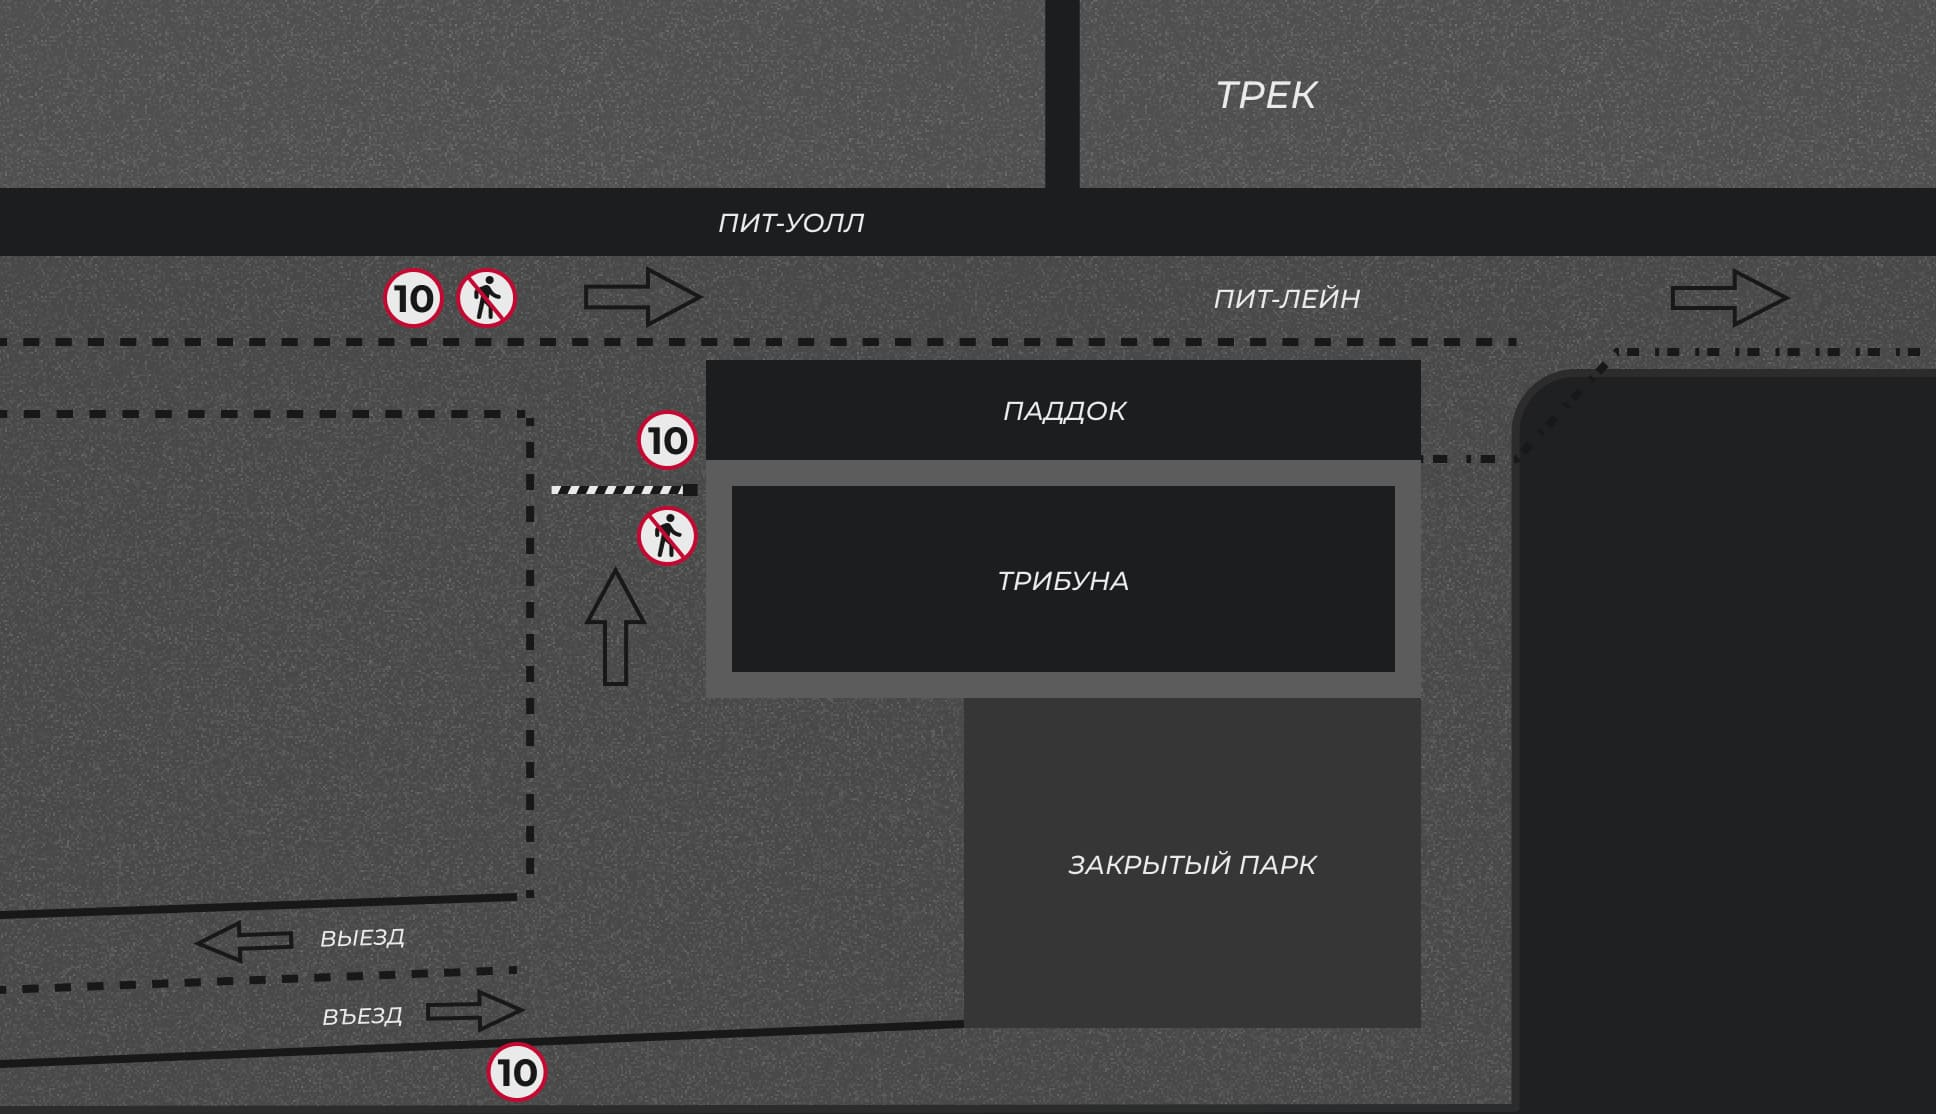 ТРЕК
ПИТ-УОЛЛ
10
ПИТ-ЛЕЙН
ПАДДОК
10
ТРИБУНА
ЗАКРЫТЫЙ ПАРК
ВЫЕЗД
ВЪЕЗД
10